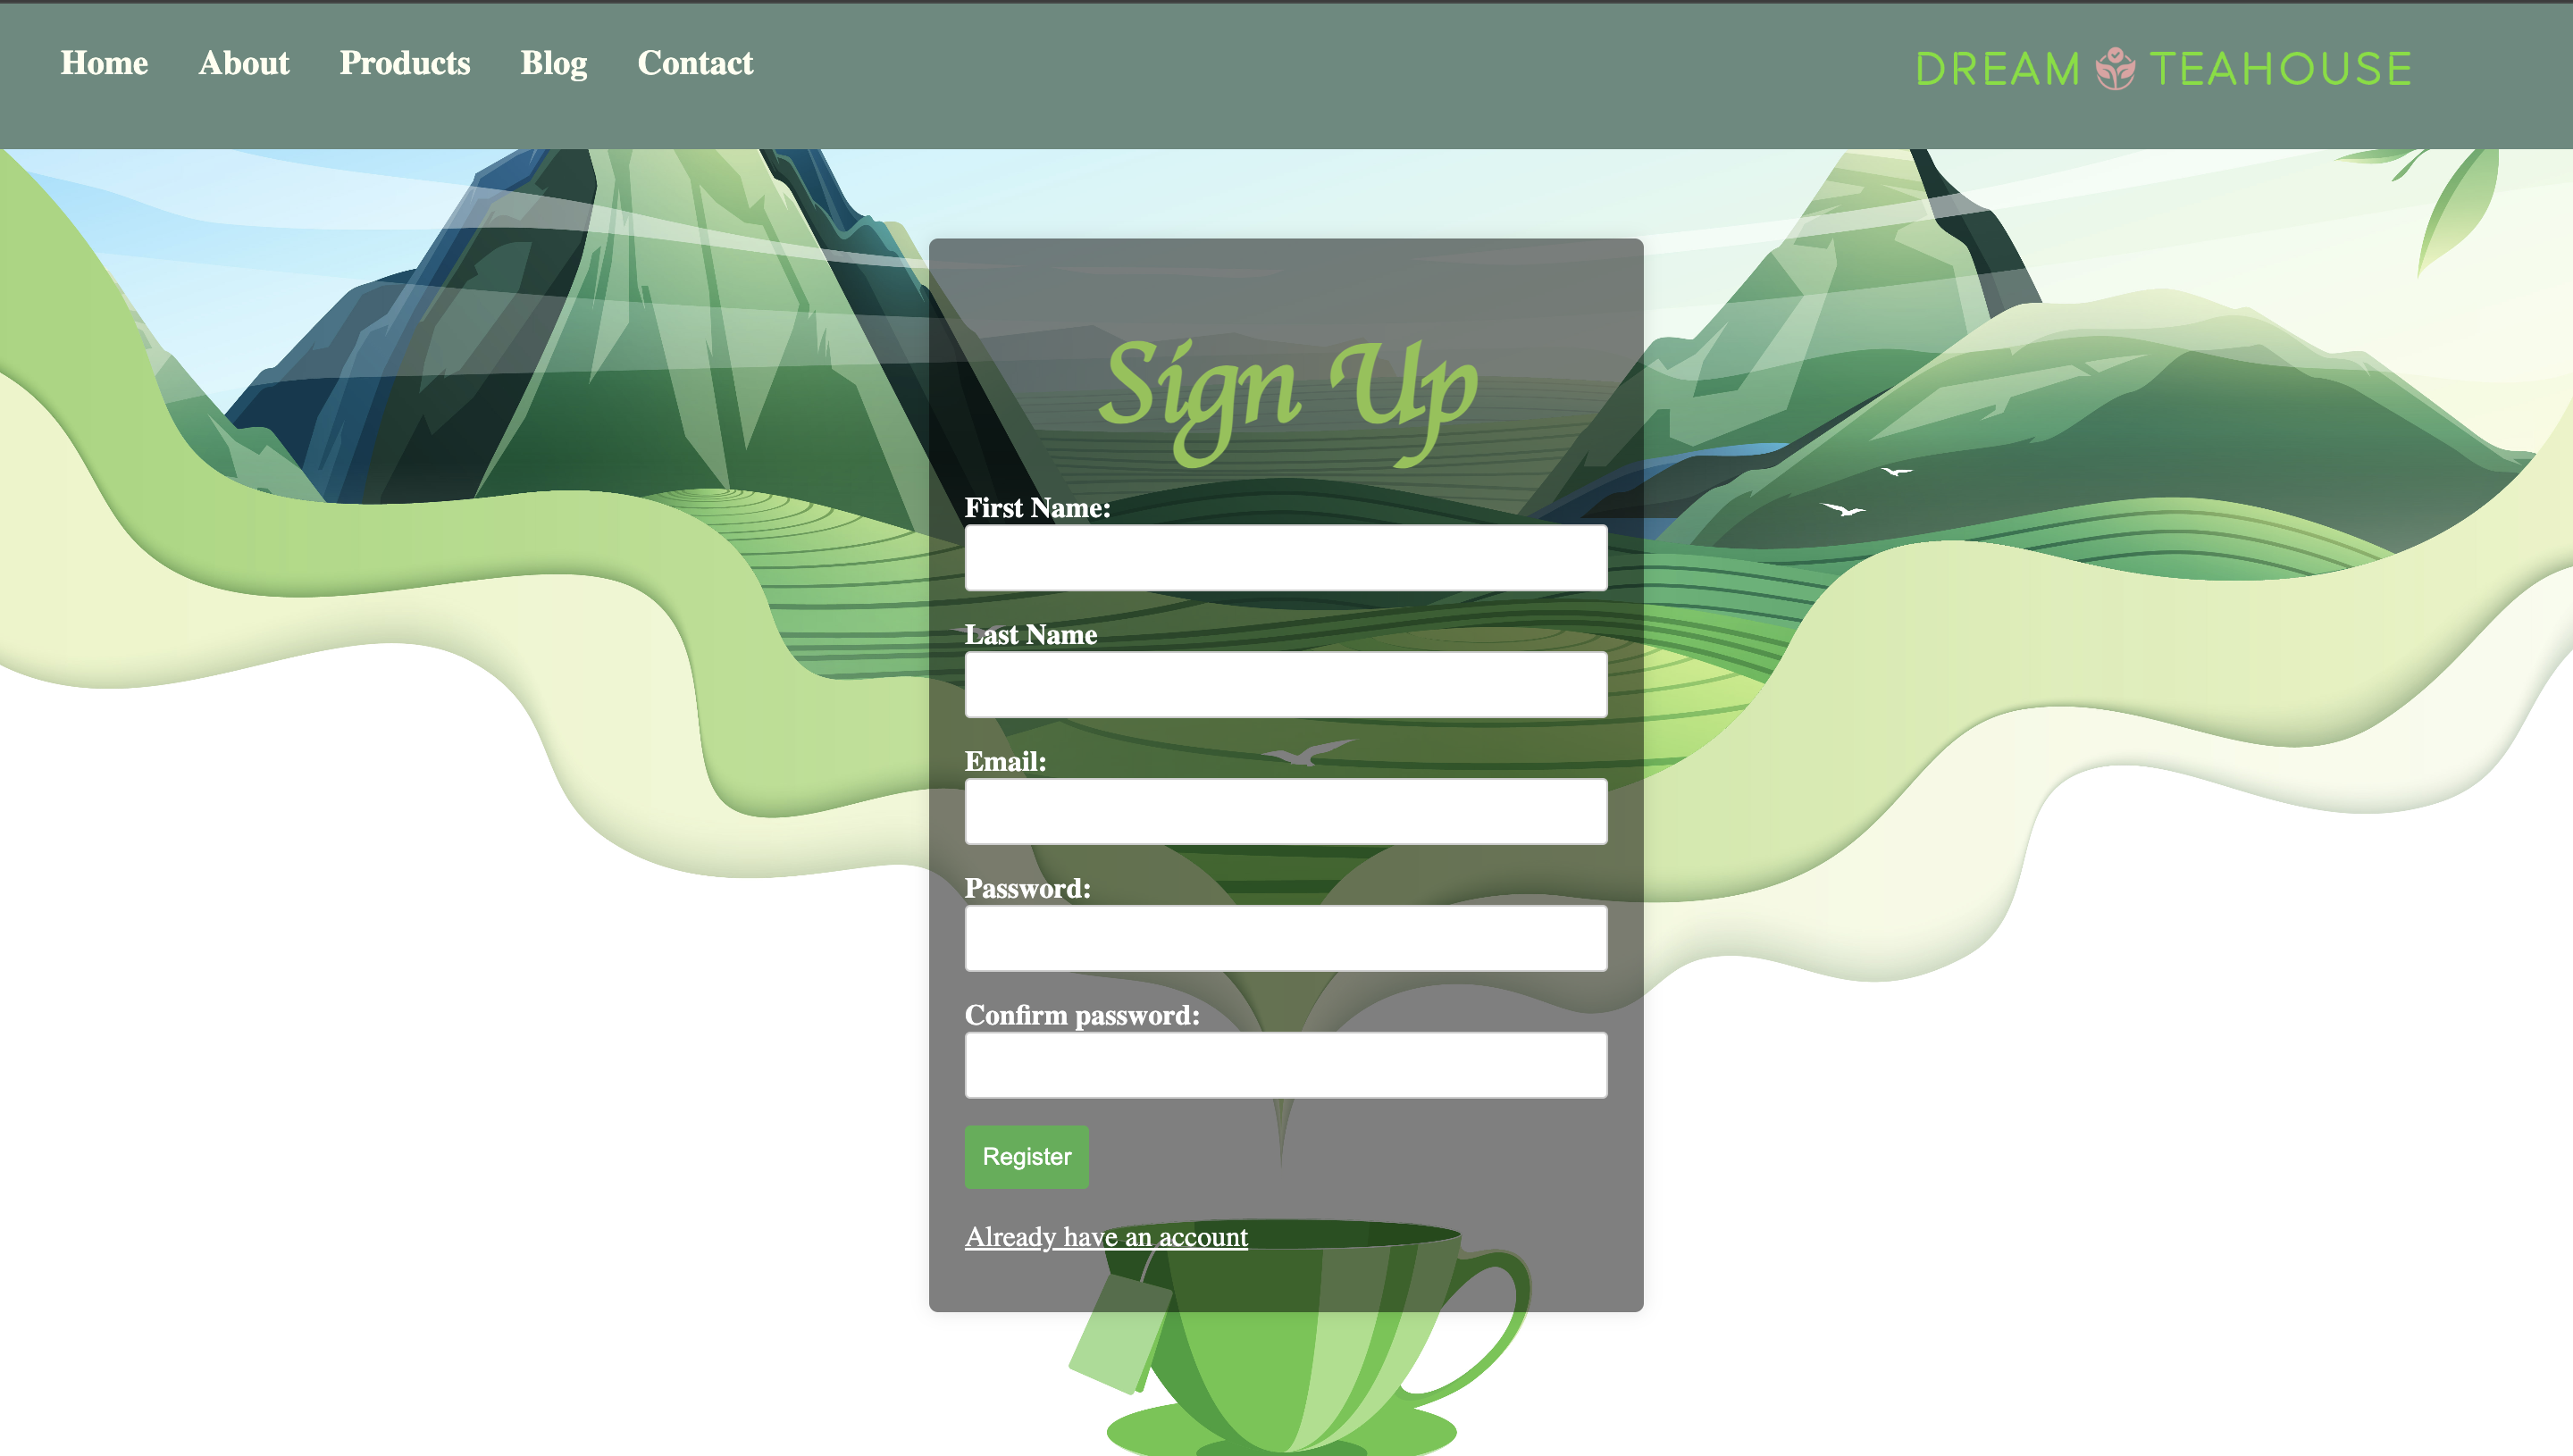 Home About Products Blog Contact DREAM TEAHOUSE
Sign Up
First Name:
Last Name
Email:
Password:
Confirm password:
Register
Already have an account